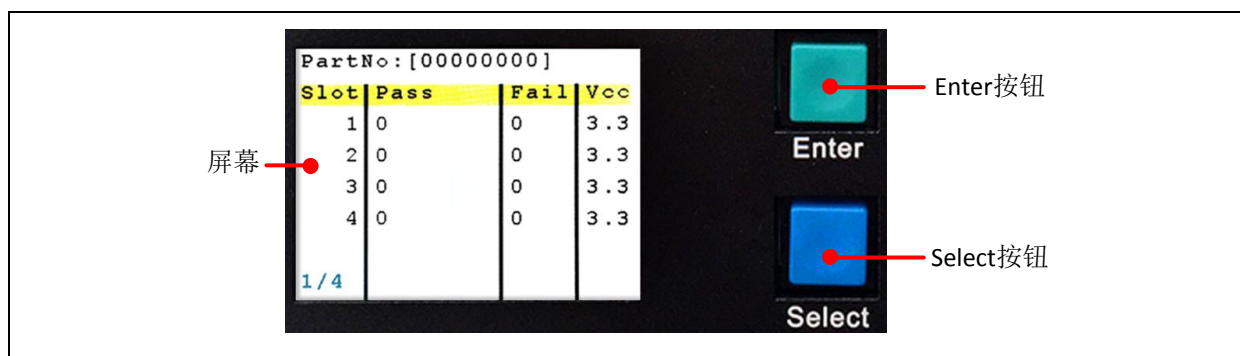 PartNo:[00000000]
Slot Pass Fail Vcc
1 0 0 3.3
2 0 0 3.3
3 0 0 3.3
4 0 0 3.3
1/4
屏幕
Enter按钮
Enter
Select按钮
Select